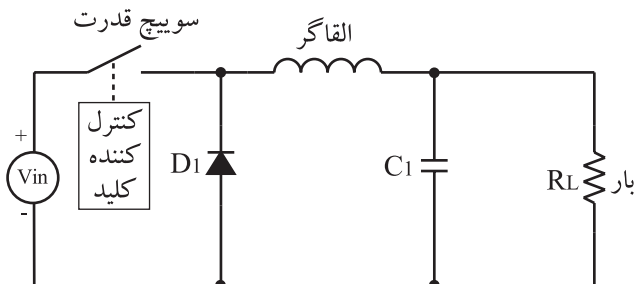 سوییچ قدرت
القاگر
کنترل
کننده
کلید
+
Vin
-
D1
C1
RL
بار